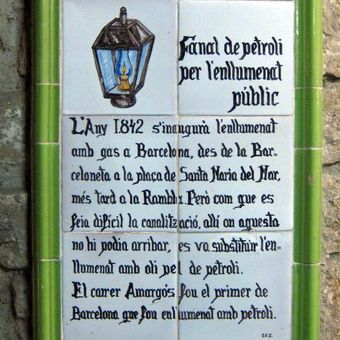 Fanal de petroli
per l'enllumenat
públic
L'Any 1.842 s'inaugurà l'enllumenat
amb gas a Barcelona, des de la Bar-
celoneta a la plaça de Santa Maria del Mar,
més tard a la Rambla. Però com que es
feia difícil la canalització, allí on aquesta
no hi podia arribar, es va substituir l'en-
llumenat amb oli pel de petroli.
El carrer Amargós fou el primer de
Barcelona que fou enllumenat amb petroli.